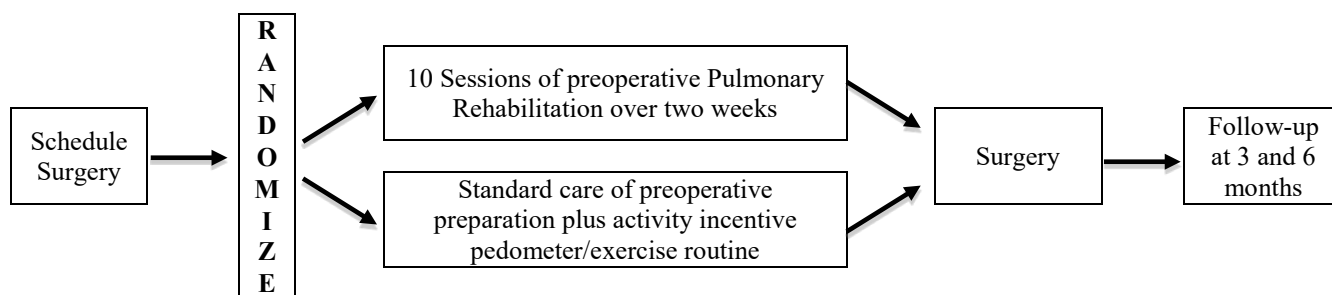 Schedule
Surgery
R
A
N
D
O
M
I
Z
E
10 Sessions of preoperative Pulmonary
Rehabilitation over two weeks
Standard care of preoperative
preparation plus activity incentive
pedometer/exercise routine
Surgery
Follow-up
at 3 and 6
months